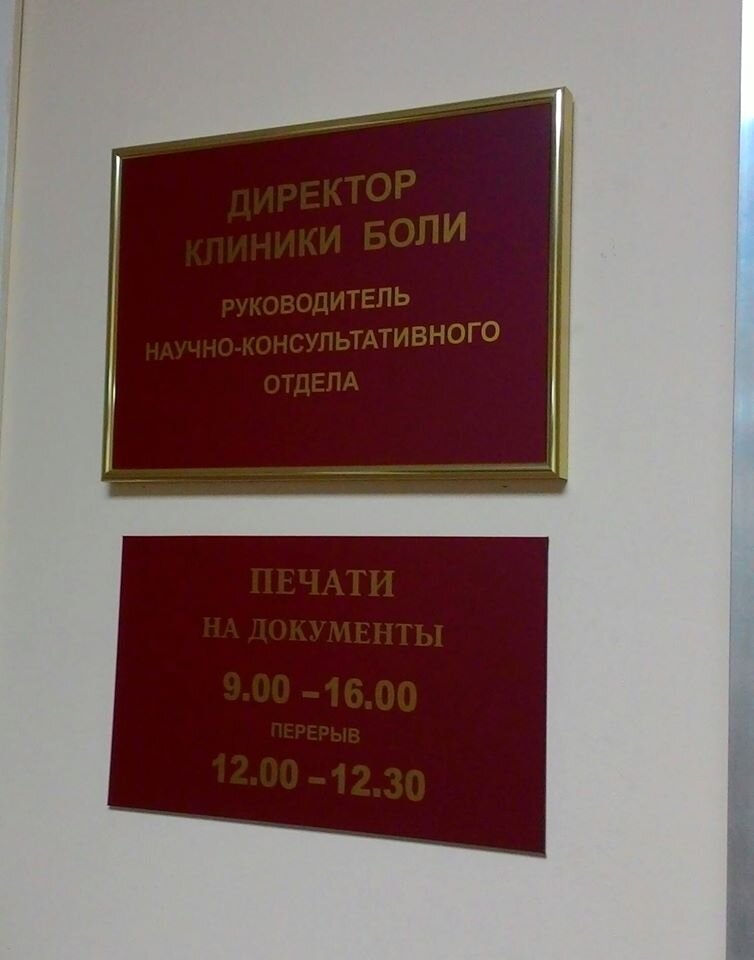 ДИРЕКТОР
КЛИНИКИ БОЛИ
РУКОВОДИТЕЛЬ
НАУЧНО-КОНСУЛЬТАТИВНОГО
ОТДЕЛА
ПЕЧАТИ
НА ДОКУМЕНТЫ
9.00 – 16.00
ПЕРЕРЫВ
12.00 – 12.30